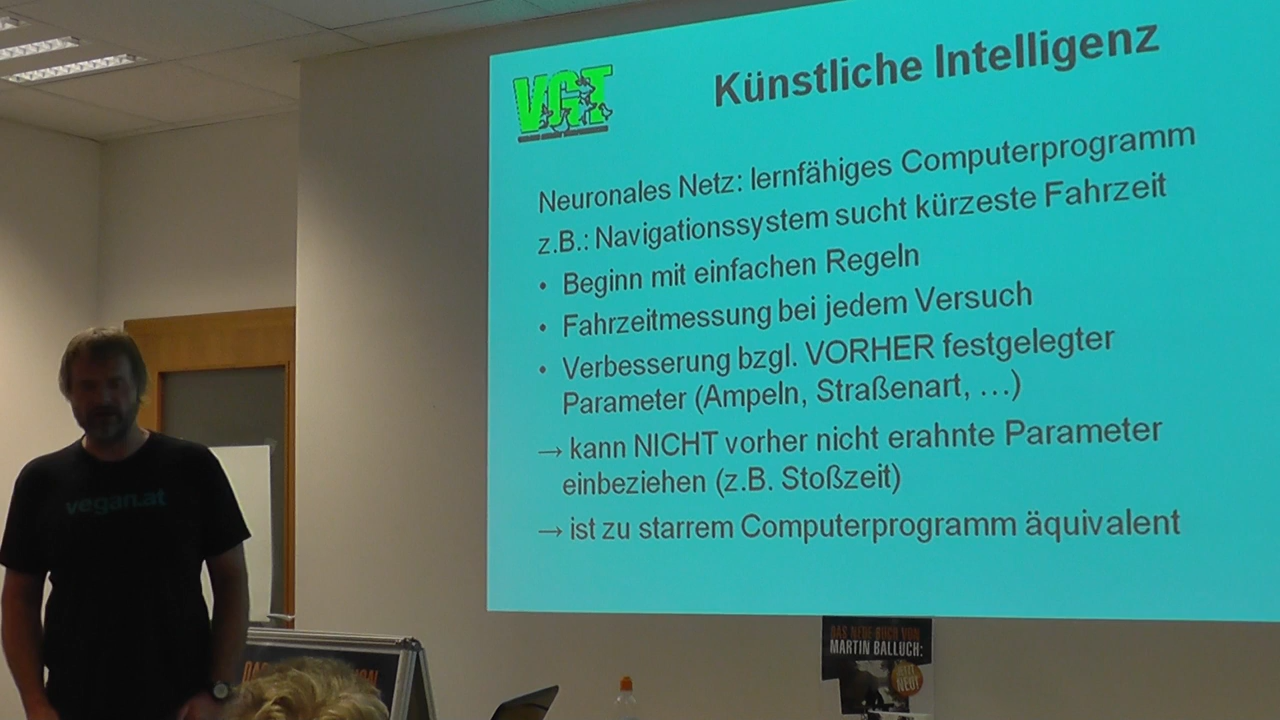 VGT
Künstliche Intelligenz
Neuronales Netz: lernfähiges Computerprogramm
z.B.: Navigationssystem sucht kürzeste Fahrzeit
• Beginn mit einfachen Regeln
• Fahrzeitmessung bei jedem Versuch
• Verbesserung bzgl. VORHER festgelegter
Parameter (Ampeln, Straßenart, …)
→ kann NICHT vorher nicht erahnte Parameter
einbeziehen (z.B. Stoßzeit)
→ ist zu starrem Computerprogramm äquivalent
vegan.at
DAS NEUE BUCH VON
MARTIN BALLUCH:
NEU!